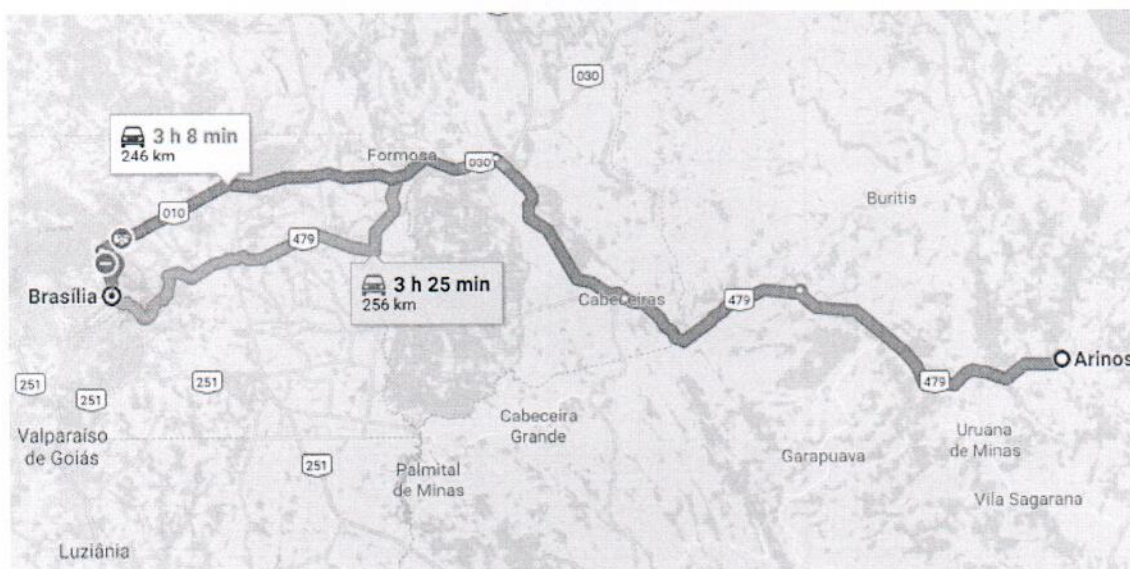 030
3 h 8 min
246 km
Formosa
030
Buritis
010
479
3 h 25 min
256 km
Brasília
Cabeceiras
479
Arinos
251
251
251
479
Cabeceira
Grande
Valparaíso
de Goiás
Uruana
de Minas
Garapuava
251
Palmital
de Minas
Vila Sagarana
Luziânia